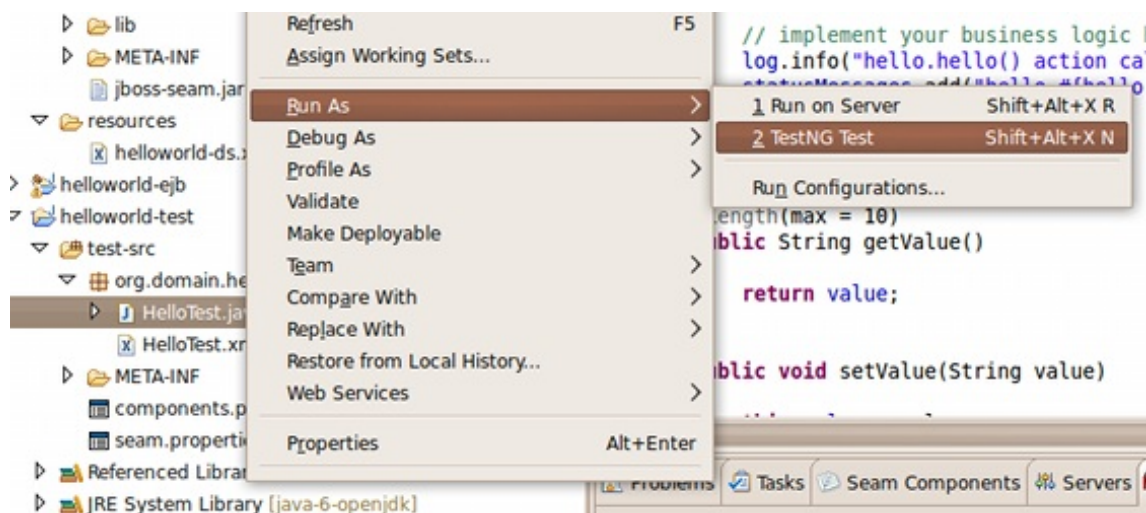 lib
META-INF
jboss-seam.jar
resources
helloworld-ds.
helloworld-ejb
helloworld-test
test-src
org.domain.he
HelloTest.ja
HelloTest.xm
META-INF
components.p
seam.properti
Referenced Librar
JRE System Library [java-6-openjdk]
Refresh F5
Assign Working Sets...
Run As
Debug As
Profile As
Validate
Make Deployable
Team
Compare With
Replace With
Restore from Local History...
Web Services
Properties Alt+Enter
1 Run on Server Shift+Alt+X R
2 TestNG Test Shift+Alt+X N
Run Configurations...
// implement your business logic
log.info("hello.hello() action ca
ength(max = 10)
blic String getValue()
return value;
blic void setValue(String value)
Problems Tasks Seam Components Servers